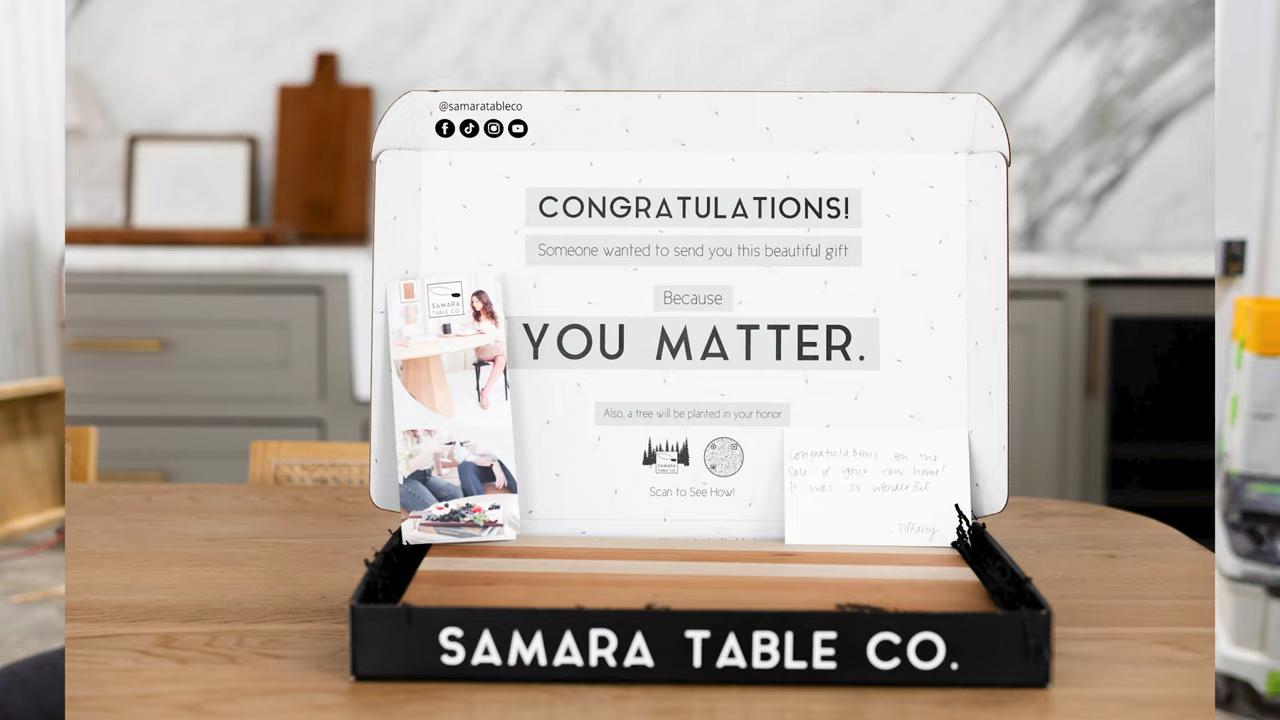 @samaratableco
CONGRATULATIONS!
Someone wanted to send you this beautiful gift
Because
YOU MATTER.
Also, a tree will be planted in your honor
SAMARA
TABLE CO.
Scan to See How!
SAMARA
TABLE CO.
Congratulations on the
sale of your new home!
It was so wonderful.
- Tiffany
SAMARA TABLE CO.